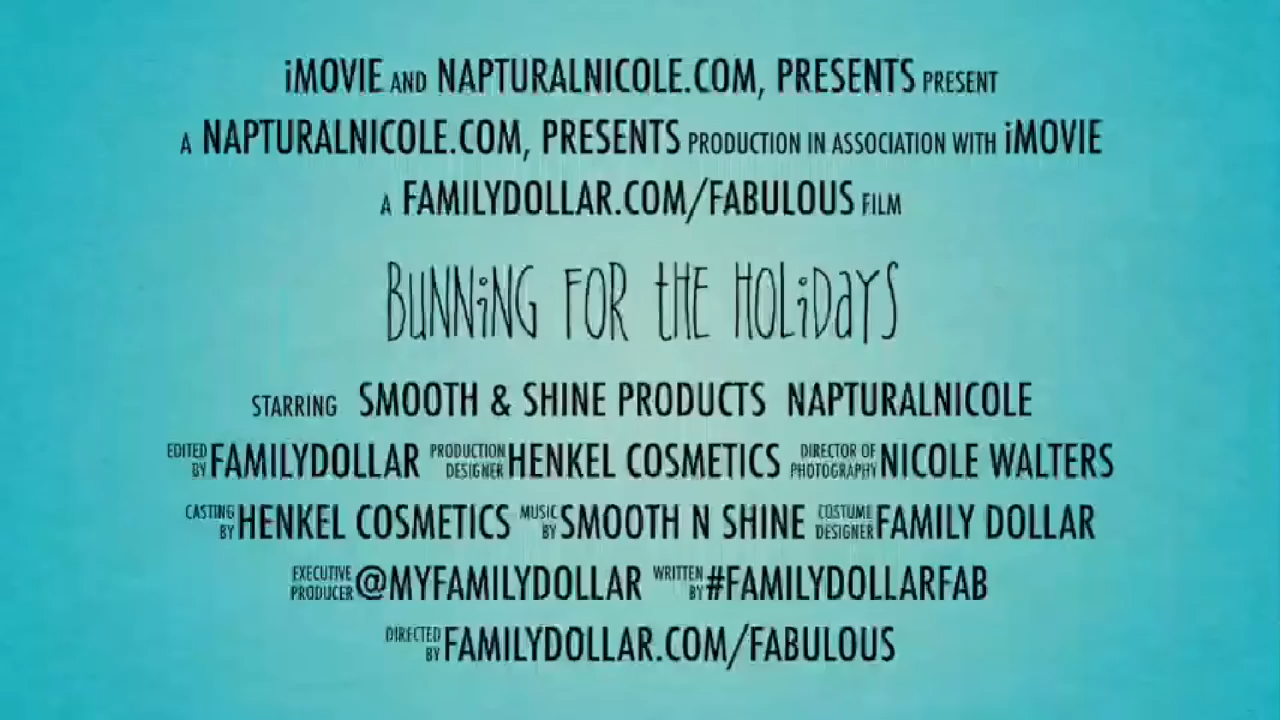 iMOVIE AND NAPTURALNICOLE.COM, PRESENTS PRESENT
A NAPTURALNICOLE.COM, PRESENTS PRODUCTION IN ASSOCIATION WITH iMOVIE
A FAMILYDOLLAR.COM/FABULOUS FILM
BUNNiNG FOR tHE HOLiDaYS
STARRING SMOOTH & SHINE PRODUCTS NAPTURALNICOLE
EDITED BY FAMILYDOLLAR PRODUCTION DESIGNER HENKEL COSMETICS DIRECTOR OF PHOTOGRAPHY NICOLE WALTERS
CASTING BY HENKEL COSMETICS MUSIC BY SMOOTH N SHINE COSTUME DESIGNER FAMILY DOLLAR
EXECUTIVE PRODUCER @MYFAMILYDOLLAR WRITTEN BY #FAMILYDOLLARFAB
DIRECTED BY FAMILYDOLLAR.COM/FABULOUS